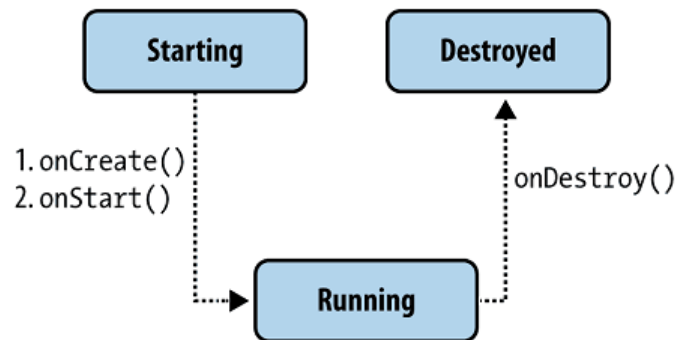 Starting
Destroyed
1. onCreate()
2. onStart()
onDestroy()
Running